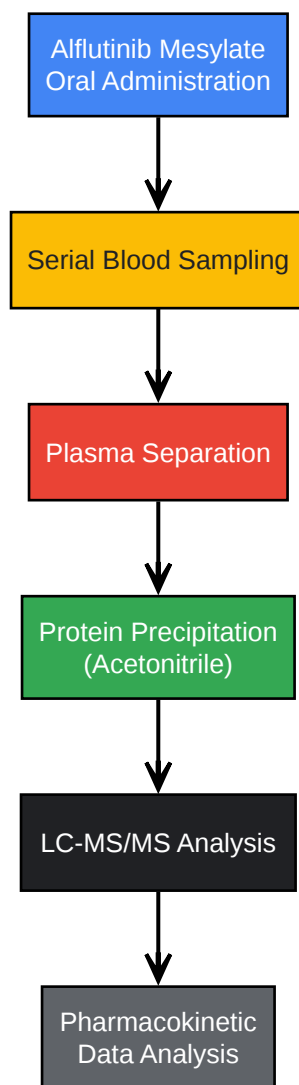 Alflutinib Mesylate
Oral Administration
Serial Blood Sampling
Plasma Separation
Protein Precipitation
(Acetonitrile)
LC-MS/MS Analysis
Pharmacokinetic
Data Analysis